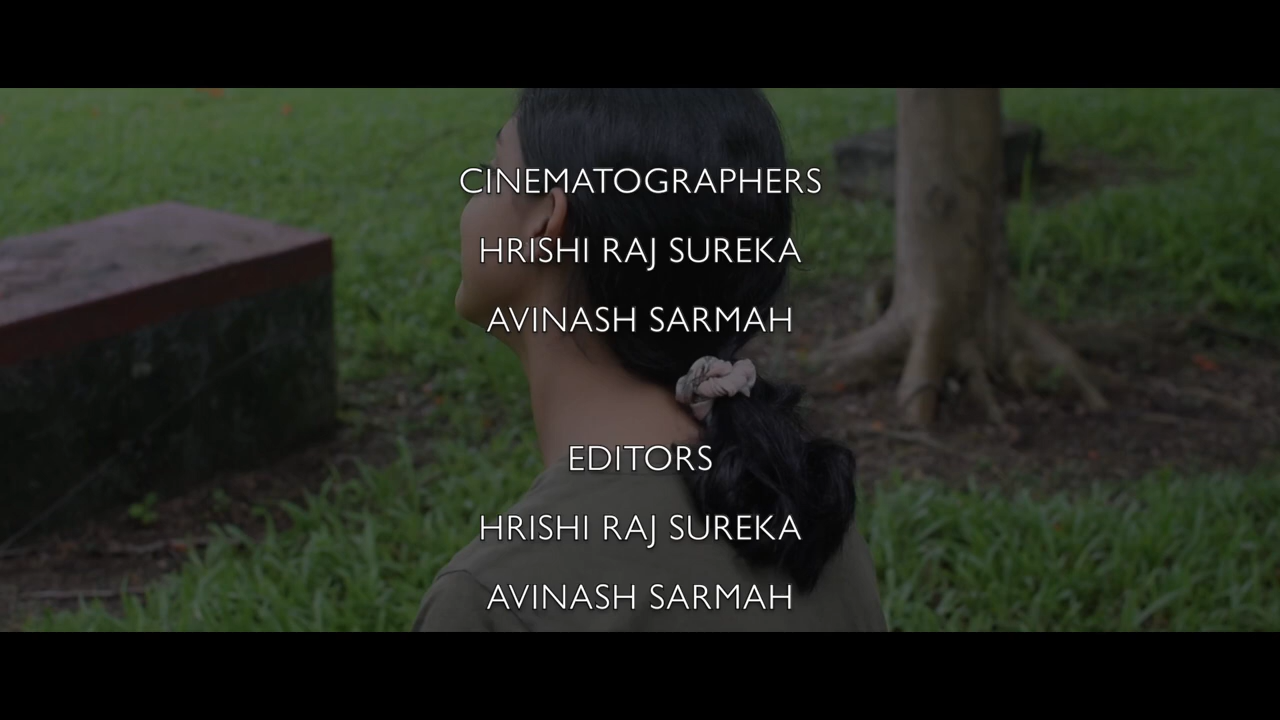 CINEMATOGRAPHERS
HRISHI RAJ SUREKA
AVINASH SARMAH
EDITORS
HRISHI RAJ SUREKA
AVINASH SARMAH